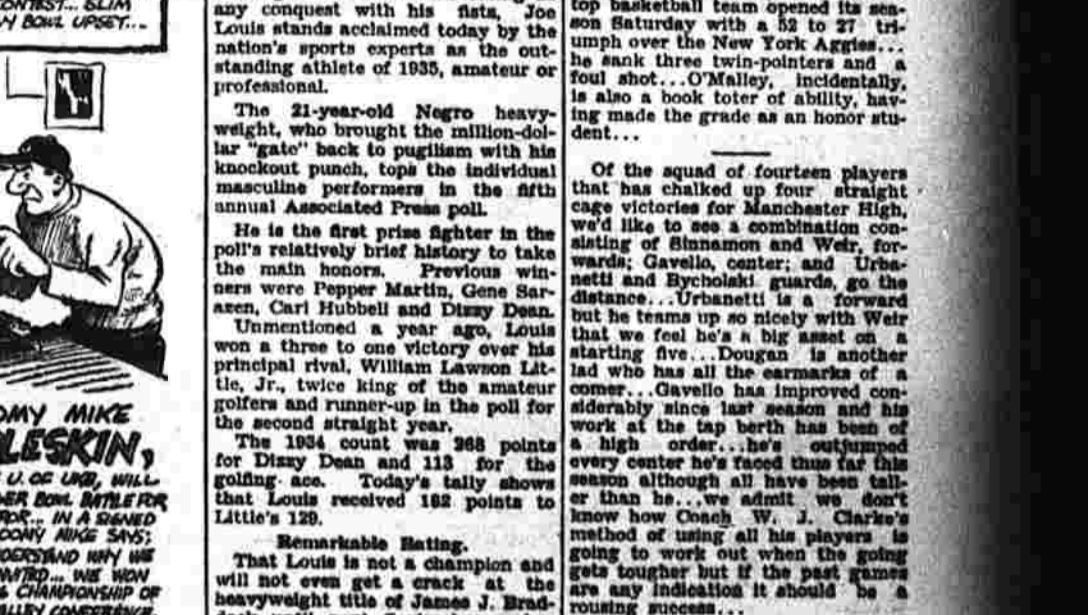 CONTEST... SLIM
BOWL UPSET...
OMY MIKE
LESKIN,
U. OF UKB, WILL
BOWL BATTLE FOR
IN A SIGNED
MIKE SAYS:
WHY WE
WE WON
CHAMPIONSHIP OF
VALLEY CONFERENCE.
any conquest with his fists, Joe
Louis stands acclaimed today by the
nation's sports experts as the out-
standing athlete of 1935, amateur or
professional.
The 21-year-old Negro heavy-
weight, who brought the million-dol-
lar "gate" back to pugilism with his
knockout punch, tops the individual
masculine performers in the fifth
annual Associated Press poll.
He is the first prize fighter in the
poll's relatively brief history to take
the main honors. Previous win-
ners were Pepper Martin, Gene Sar-
azen, Carl Hubbell and Dizzy Dean.
Unmentioned a year ago, Louis
won a three to one victory over his
principal rival, William Lawson Lit-
tle, Jr., twice king of the amateur
golfers and runner-up in the poll for
the second straight year.
The 1934 count was 268 points
for Dizzy Dean and 113 for the
golfing ace. Today's tally shows
that Louis received 182 points to
Little's 129.
Remarkable Rating.
That Louis is not a champion and
will not even get a crack at the
heavyweight title of James J. Brad-
top basketball team opened its sea-
son Saturday with a 52 to 27 tri-
umph over the New York Aggies...
he sank three twin-pointers and a
foul shot...O'Malley, incidentally,
is also a book toter of ability, hav-
ing made the grade as an honor stu-
dent...
Of the squad of fourteen players
that has chalked up four straight
cage victories for Manchester High,
we'd like to see a combination con-
sisting of Sinnamon and Weir, for-
wards; Gavello, center; and Urba-
netti and Bycholski guards, go the
distance...Urbanetti is a forward
but he teams up so nicely with Weir
that we feel he's a big asset on a
starting five...Dougan is another
lad who has all the earmarks of a
comer...Gavello has improved con-
siderably since last season and his
work at the tap berth has been of
a high order...he's outjumped
every center he's faced thus far this
season although all have been tall-
er than he...we admit we don't
know how Coach W. J. Clarke's
method of using all his players is
going to work out when the going
gets tougher but if the past games
are any indication it should be a
rousing success...